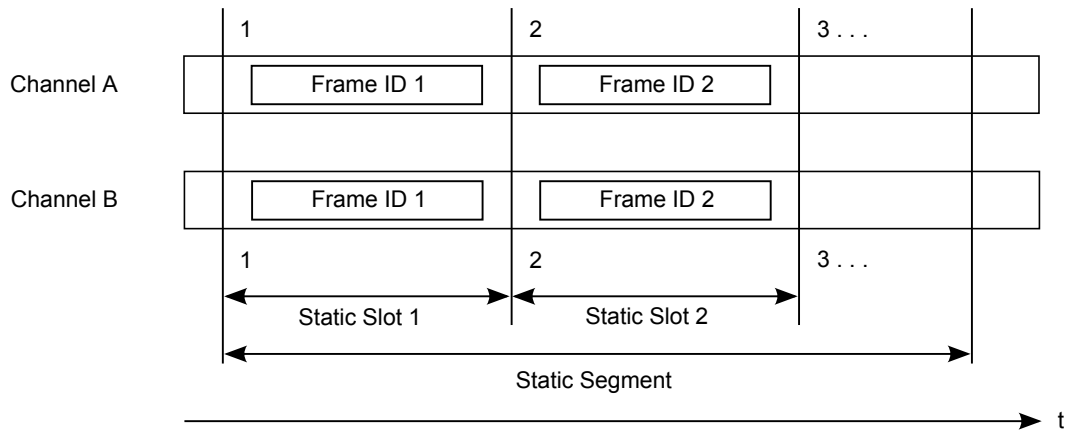 1 2 3 . . .
Channel A Frame ID 1 Frame ID 2
Channel B Frame ID 1 Frame ID 2
1 2 3 . . .
Static Slot 1 Static Slot 2
Static Segment
t